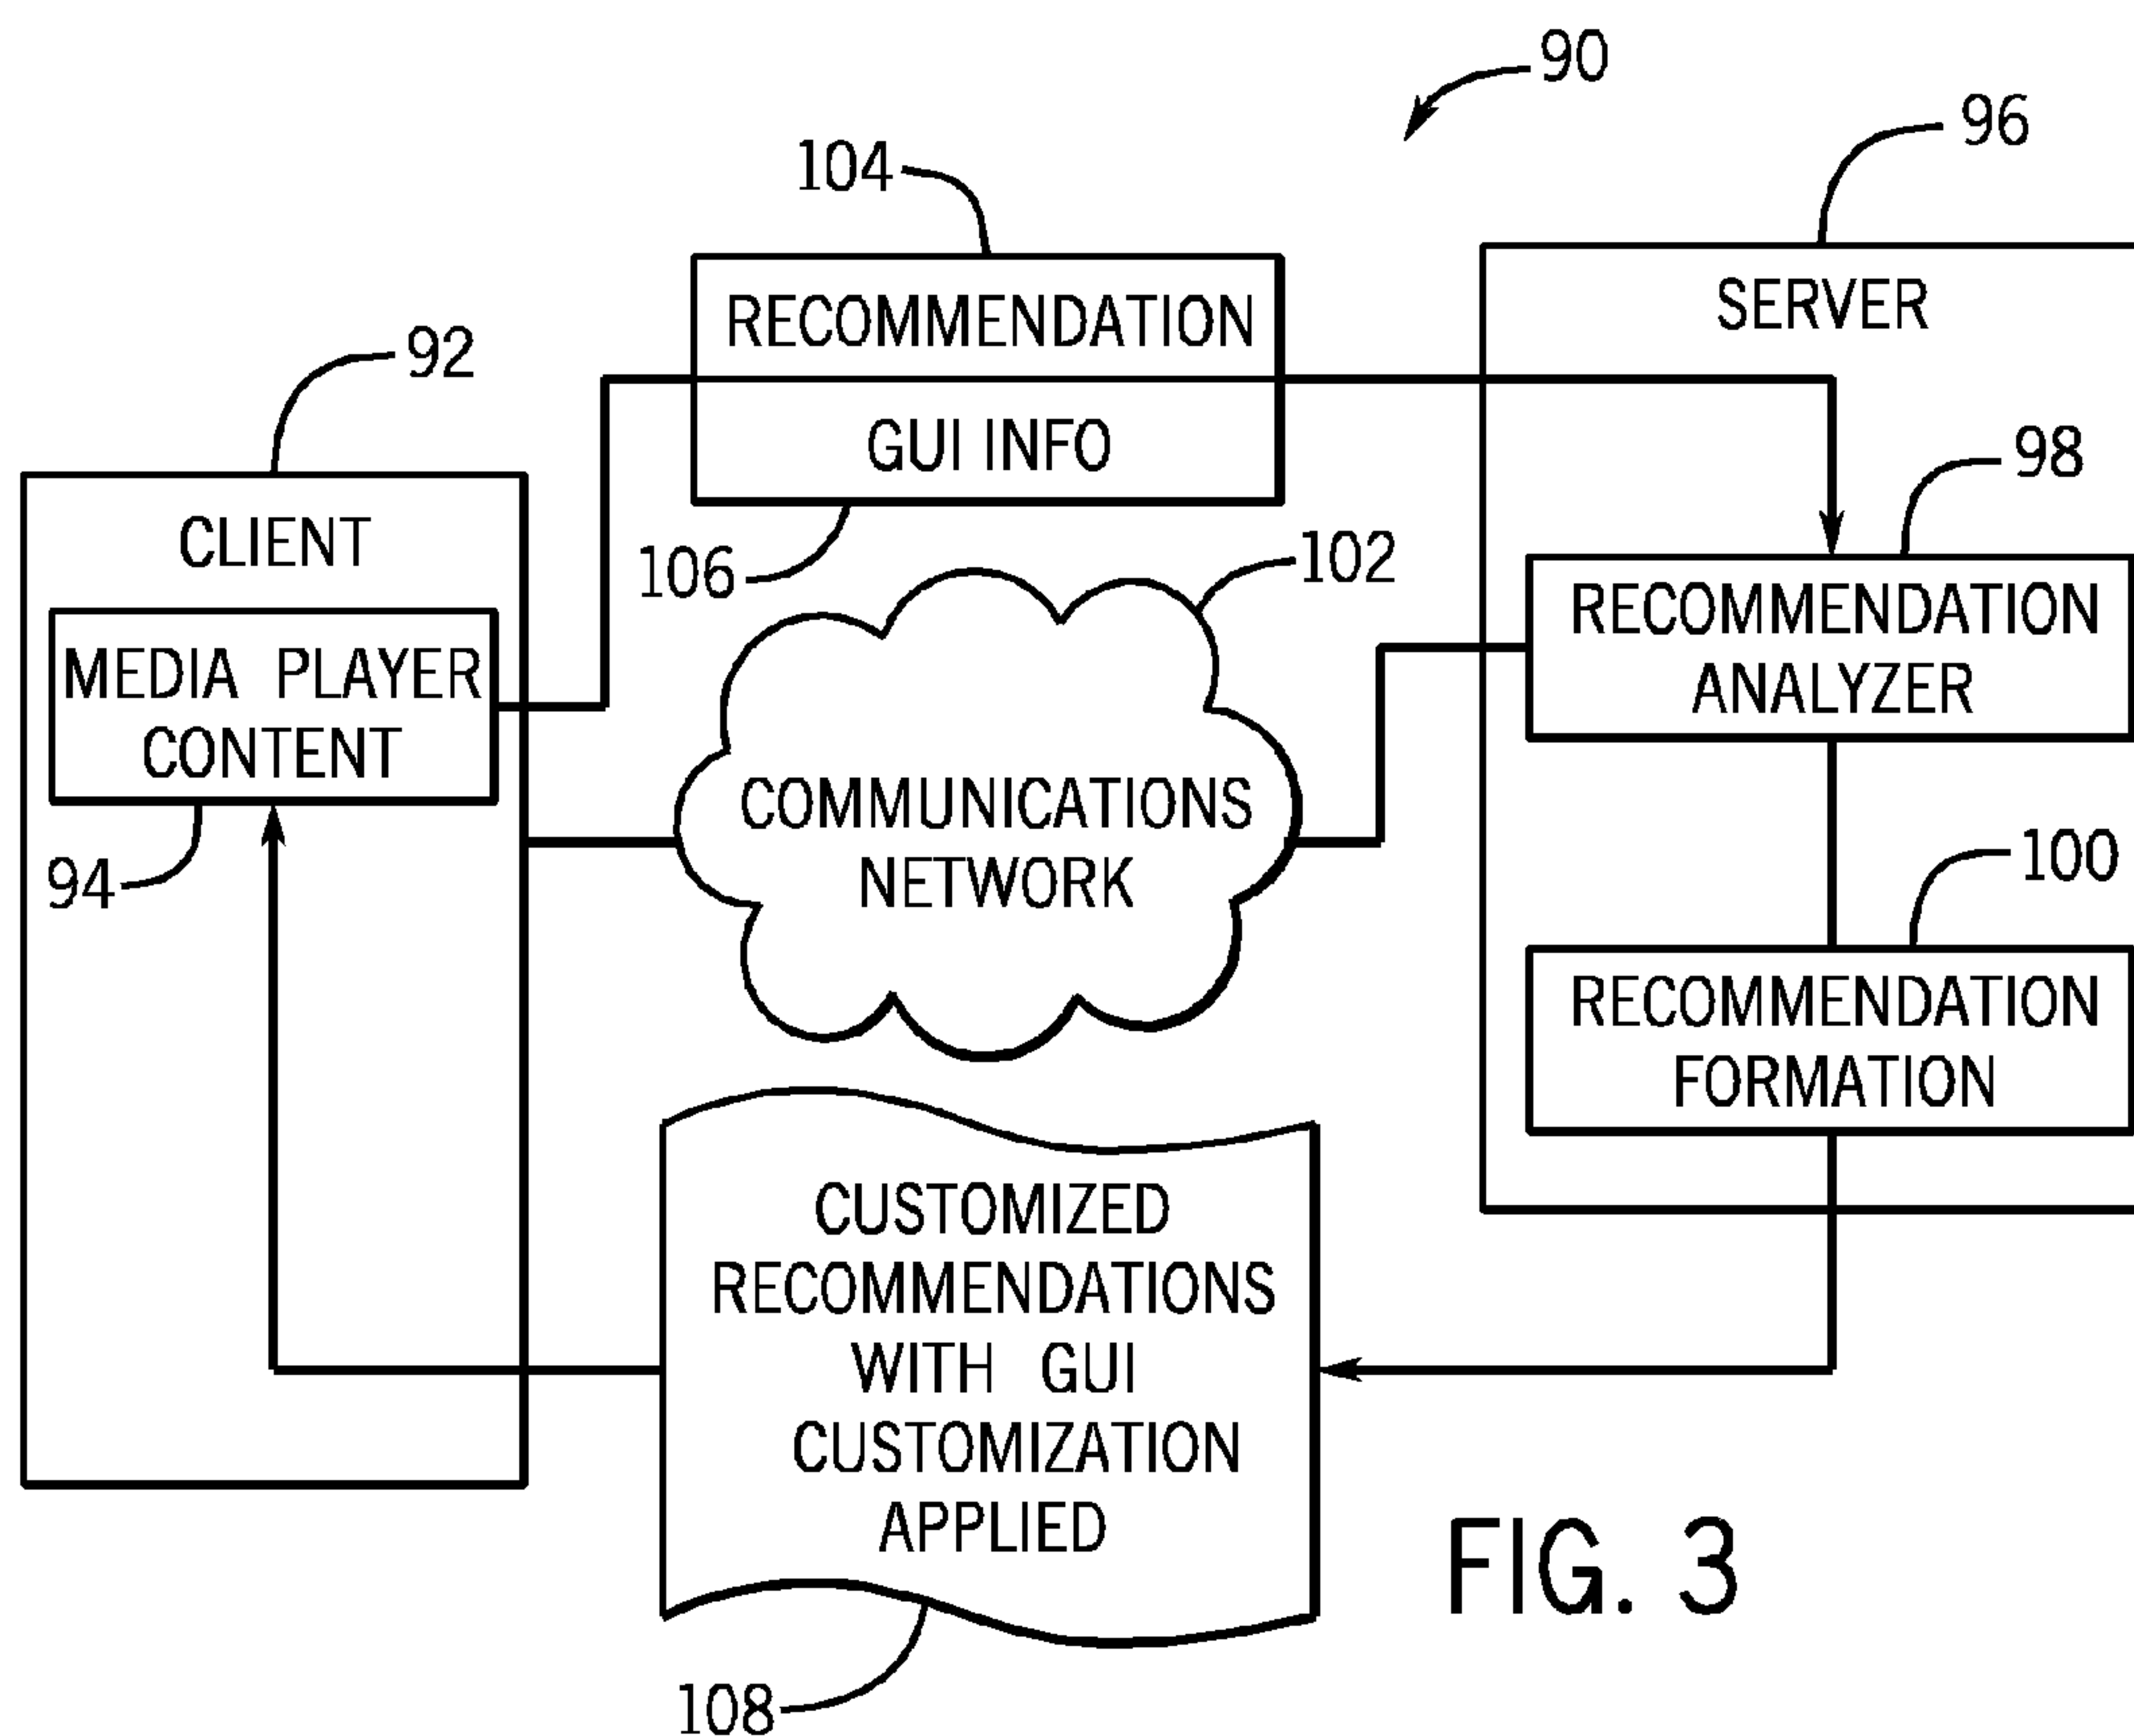 90
96
104
RECOMMENDATION
GUI INFO
106
SERVER
92
CLIENT
MEDIA PLAYER
CONTENT
94
98
RECOMMENDATION
ANALYZER
102
COMMUNICATIONS
NETWORK
100
RECOMMENDATION
FORMATION
CUSTOMIZED
RECOMMENDATIONS
WITH GUI
CUSTOMIZATION
APPLIED
108
FIG. 3